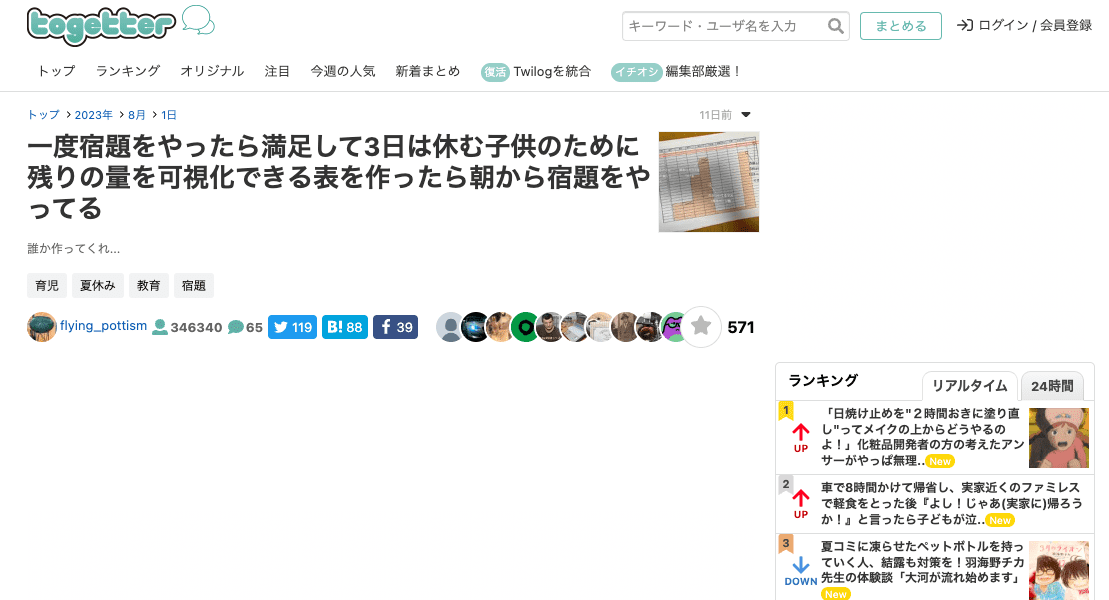 togetter
キーワード・ユーザ名を入力
まとめる
ログイン / 会員登録
トップ ランキング オリジナル 注目 今週の人気 新着まとめ 復活 Twilogを統合 イチオシ 編集部厳選！
トップ 2023年 8月 1日
11日前
一度宿題をやったら満足して3日は休む子供のために
残りの量を可視化できる表を作ったら朝から宿題をや
ってる
誰か作ってくれ...
育児 夏休み 教育 宿題
flying_pottism 346340 65 119 B! 88 f 39 571
ランキング リアルタイム 24時間
1
UP
「日焼け止めを"２時間おきに塗り直
し"ってメイクの上からどうやるの
よ！」化粧品開発者の方の考えたアン
サーがやっぱ無理.. New
2
UP
車で8時間かけて帰省し、実家近くのファミレス
で軽食をとった後『よし！じゃあ(実家に)帰ろう
か！』と言ったら子どもが泣.. New
3
DOWN
夏コミに凍らせたペットボトルを持っ
ていく人、結露も対策を！羽海野チカ
先生の体験談「大河が流れ始めます」
New